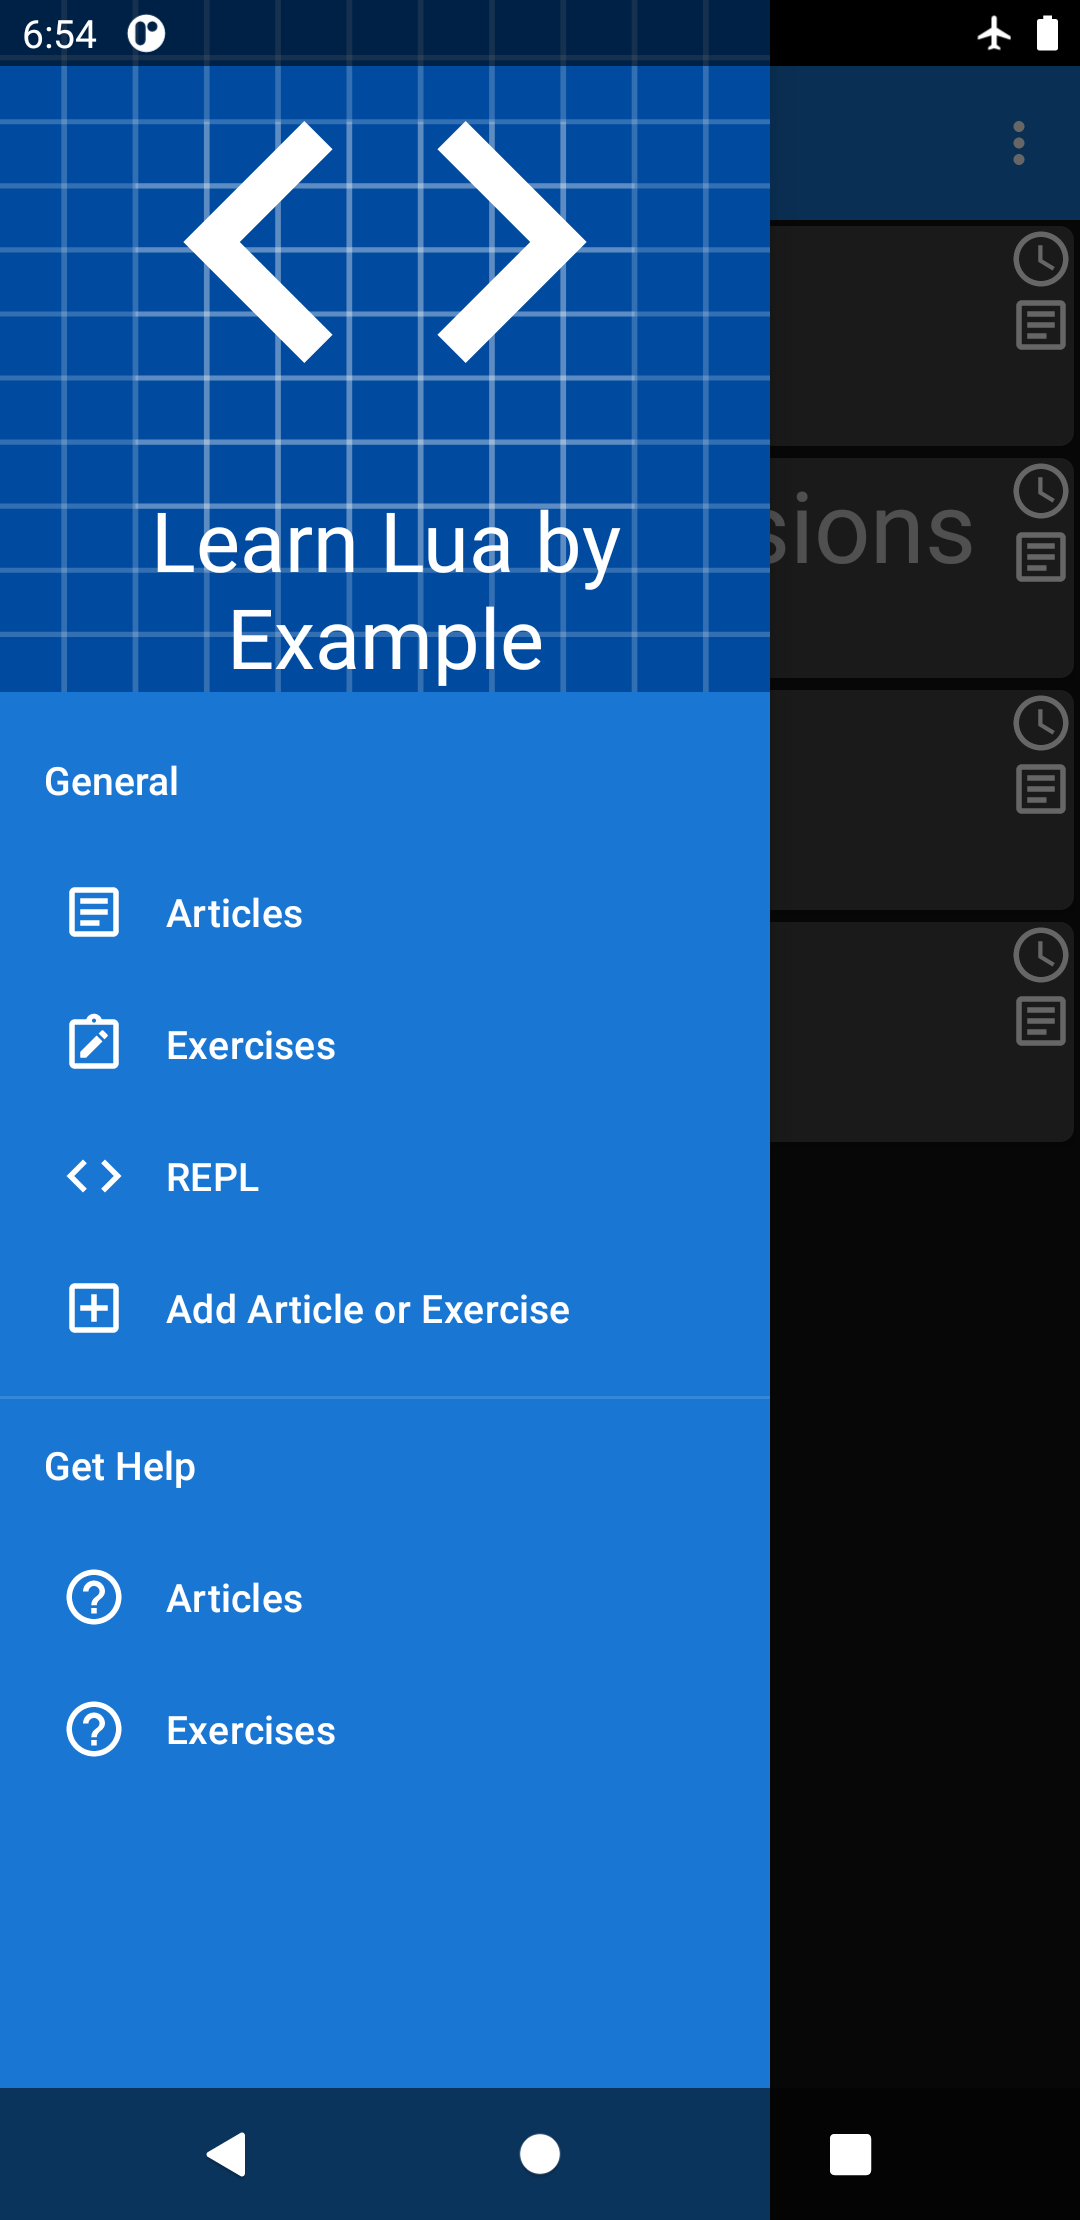 6:54
Learn Lua by
Example
sions
General
Articles
Exercises
REPL
Add Article or Exercise
Get Help
Articles
Exercises